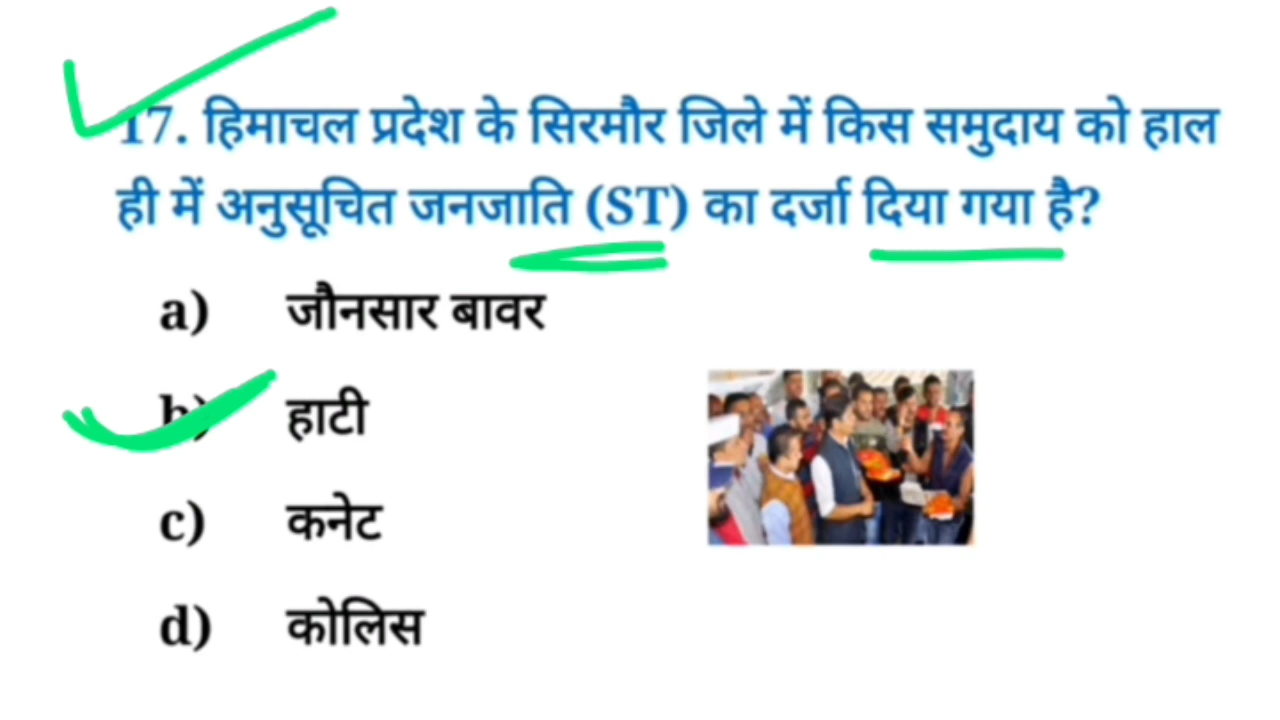 17. हिमाचल प्रदेश के सिरमौर जिले में किस समुदाय को हाल
ही में अनुसूचित जनजाति (ST) का दर्जा दिया गया है?
a) जौनसार बावर
b) हाटी
c) कनेट
d) कोलिस